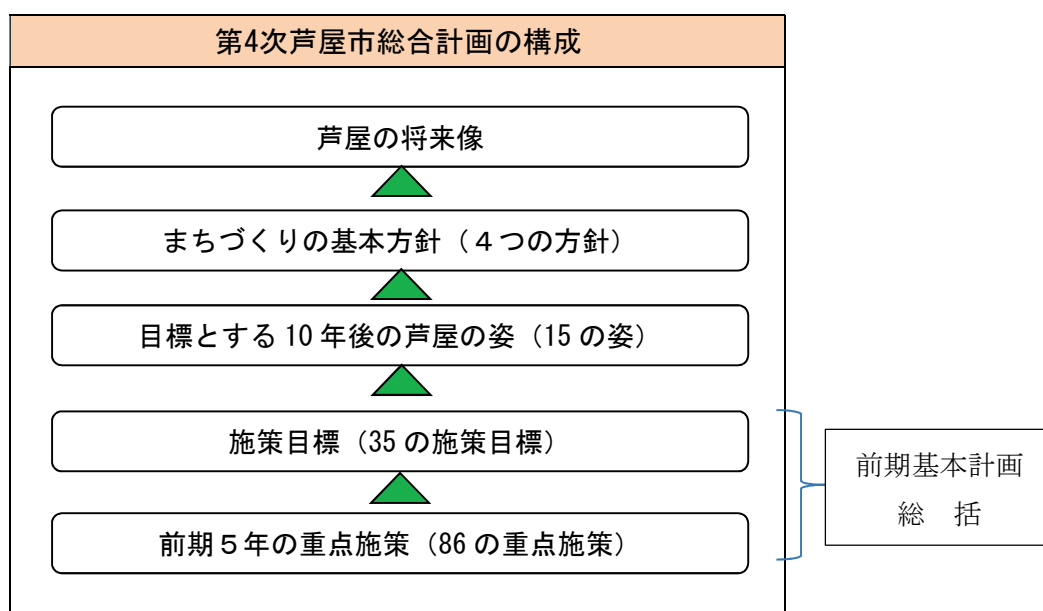 第4次芦屋市総合計画の構成
芦屋の将来像
まちづくりの基本方針（４つの方針）
目標とする 10 年後の芦屋の姿（15 の姿）
施策目標（35 の施策目標）
前期５年の重点施策（86 の重点施策）
前期基本計画
総　括